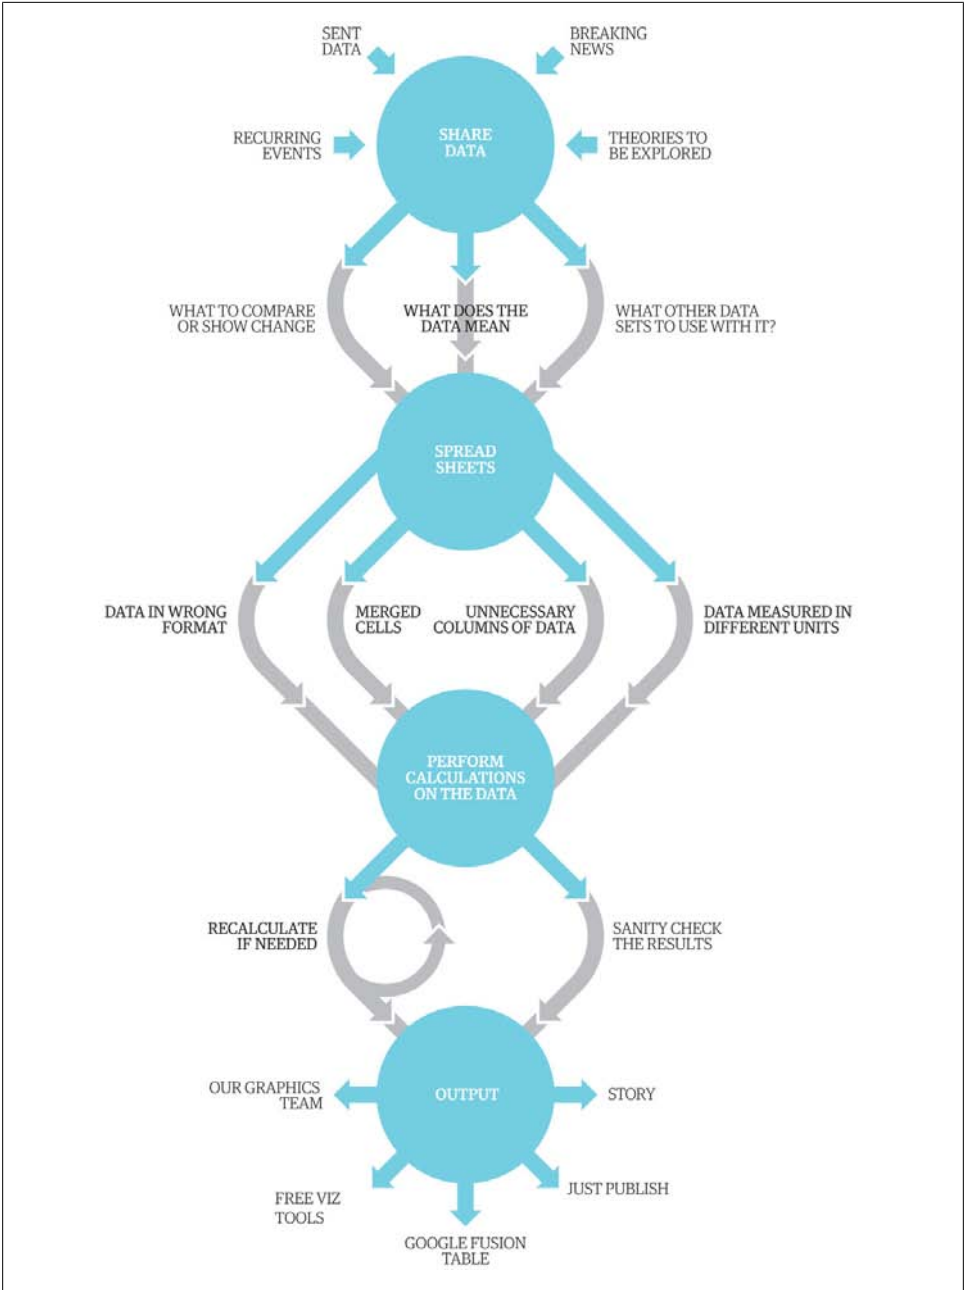 SENT
DATA
BREAKING
NEWS
RECURRING
EVENTS
SHARE
DATA
THEORIES TO
BE EXPLORED
WHAT TO COMPARE
OR SHOW CHANGE
WHAT DOES THE
DATA MEAN
WHAT OTHER DATA
SETS TO USE WITH IT?
SPREAD
SHEETS
DATA IN WRONG
FORMAT
MERGED
CELLS
UNNECESSARY
COLUMNS OF DATA
DATA MEASURED IN
DIFFERENT UNITS
PERFORM
CALCULATIONS
ON THE DATA
RECALCULATE
IF NEEDED
SANITY CHECK
THE RESULTS
OUR GRAPHICS
TEAM
OUTPUT
STORY
FREE VIZ
TOOLS
JUST PUBLISH
GOOGLE FUSION
TABLE